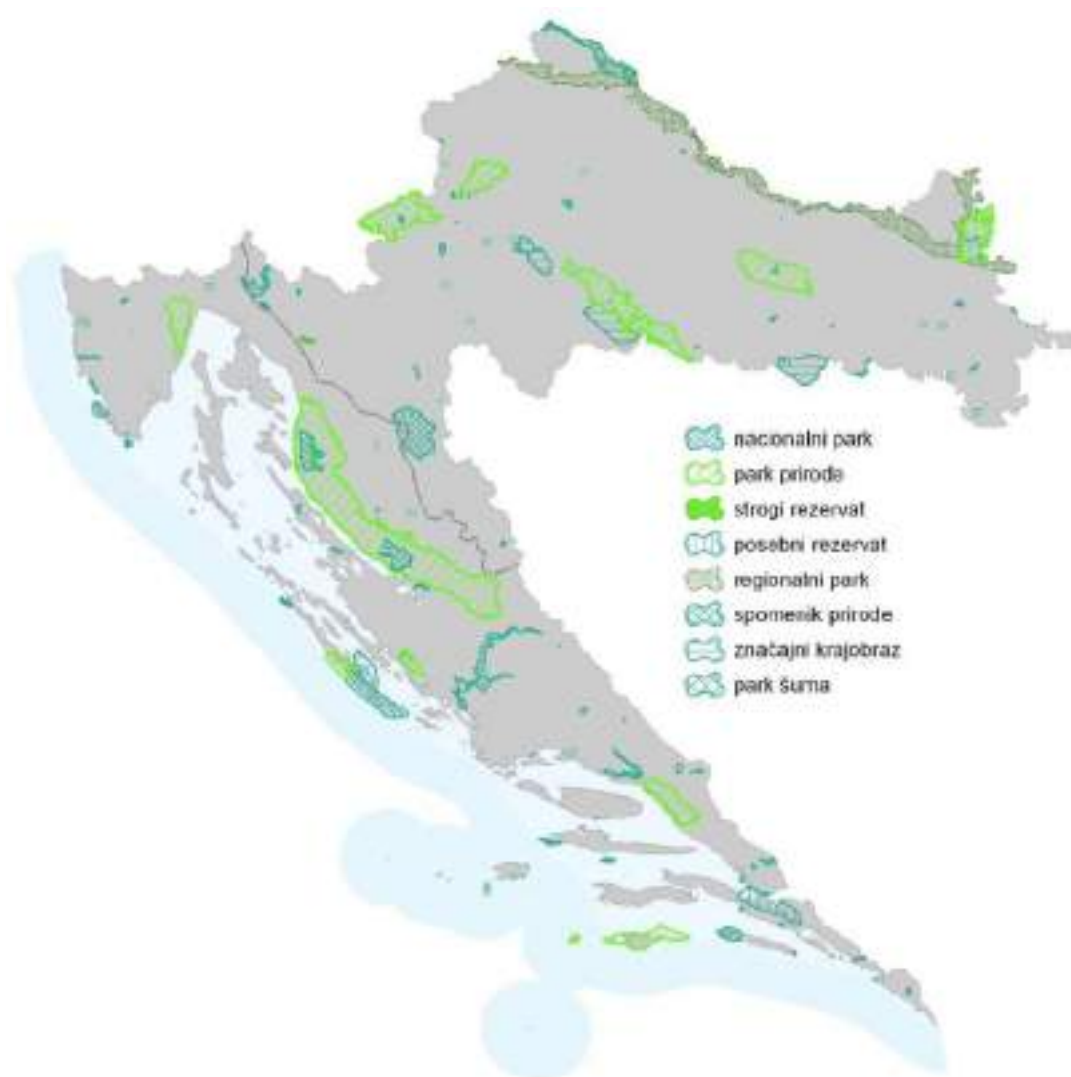 nacionalni park
park prirode
strogi rezervat
posebni rezervat
regionalni park
spomenik prirode
značajni krajobraz
park šuma